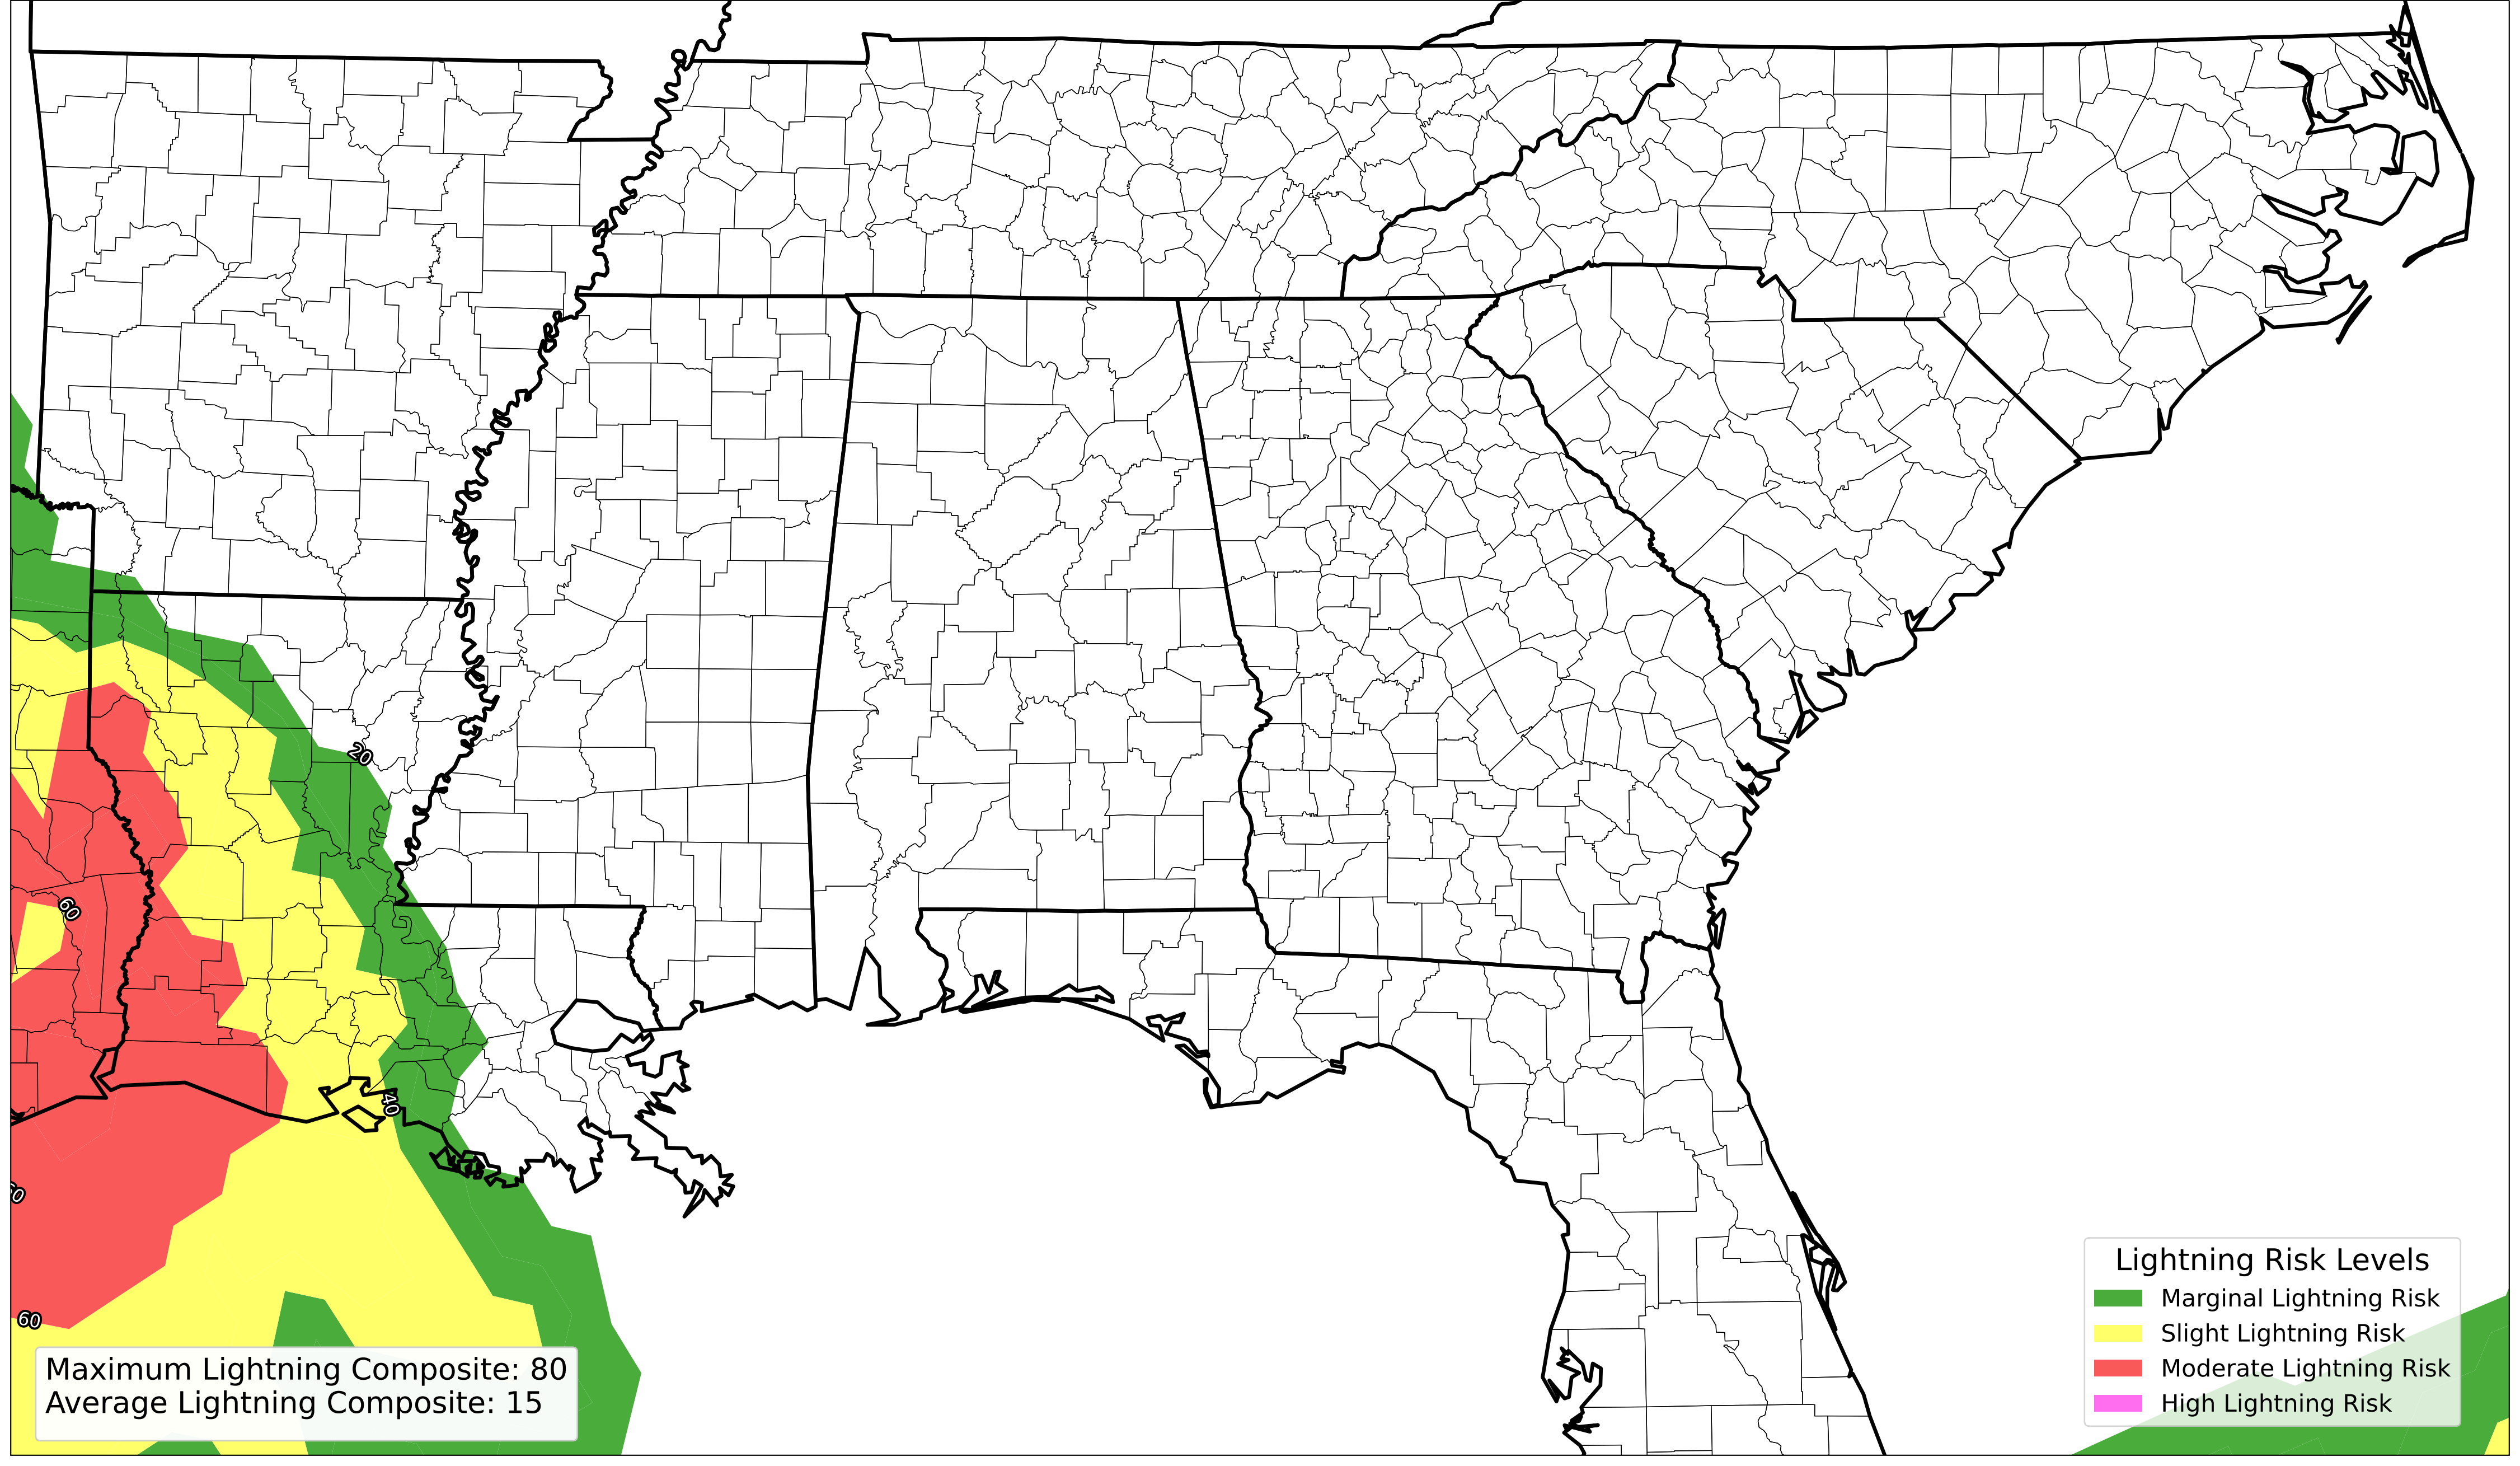 20
60
40
60
Lightning Risk Levels
Marginal Lightning Risk
Slight Lightning Risk
Moderate Lightning Risk
High Lightning Risk
Maximum Lightning Composite: 80
Average Lightning Composite: 15